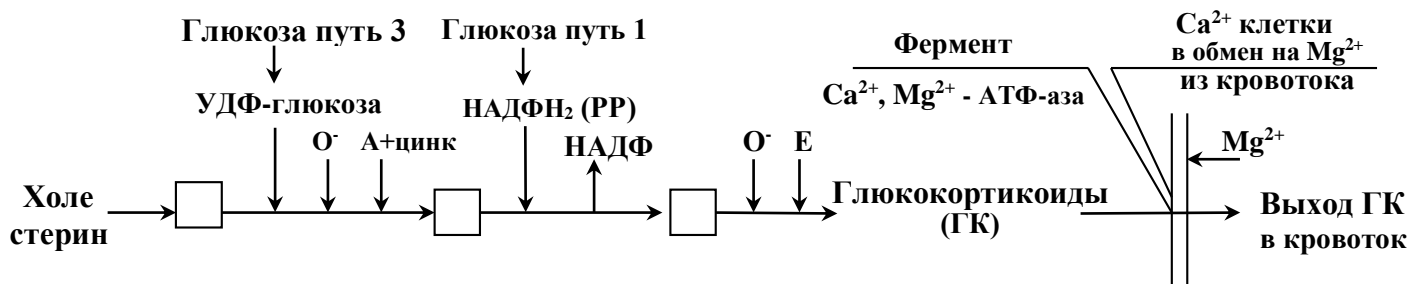 Глюкоза путь 3
Глюкоза путь 1
Фермент
Ca²⁺ клетки
в обмен на Mg²⁺
из кровотока
УДФ-глюкоза
НАДФН₂ (РР)
Ca²⁺, Mg²⁺ - АТФ-аза
O⁻
А+цинк
НАДФ
O⁻
Е
Mg²⁺
Холе
стерин
Глюкокортикоиды
(ГК)
Выход ГК
в кровоток